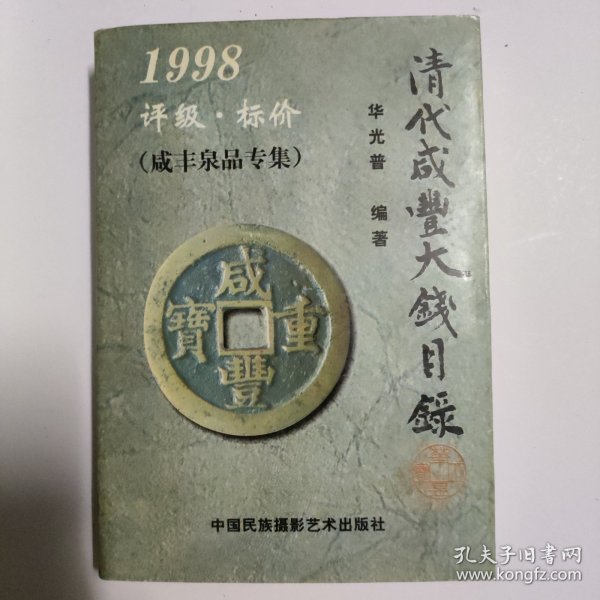 1998
评级·标价
(咸丰泉品专集)
清代咸豐大錢目錄
华光普 编著
咸豐重寶
中国民族摄影艺术出版社
孔夫子旧书网
www.kongfz.com